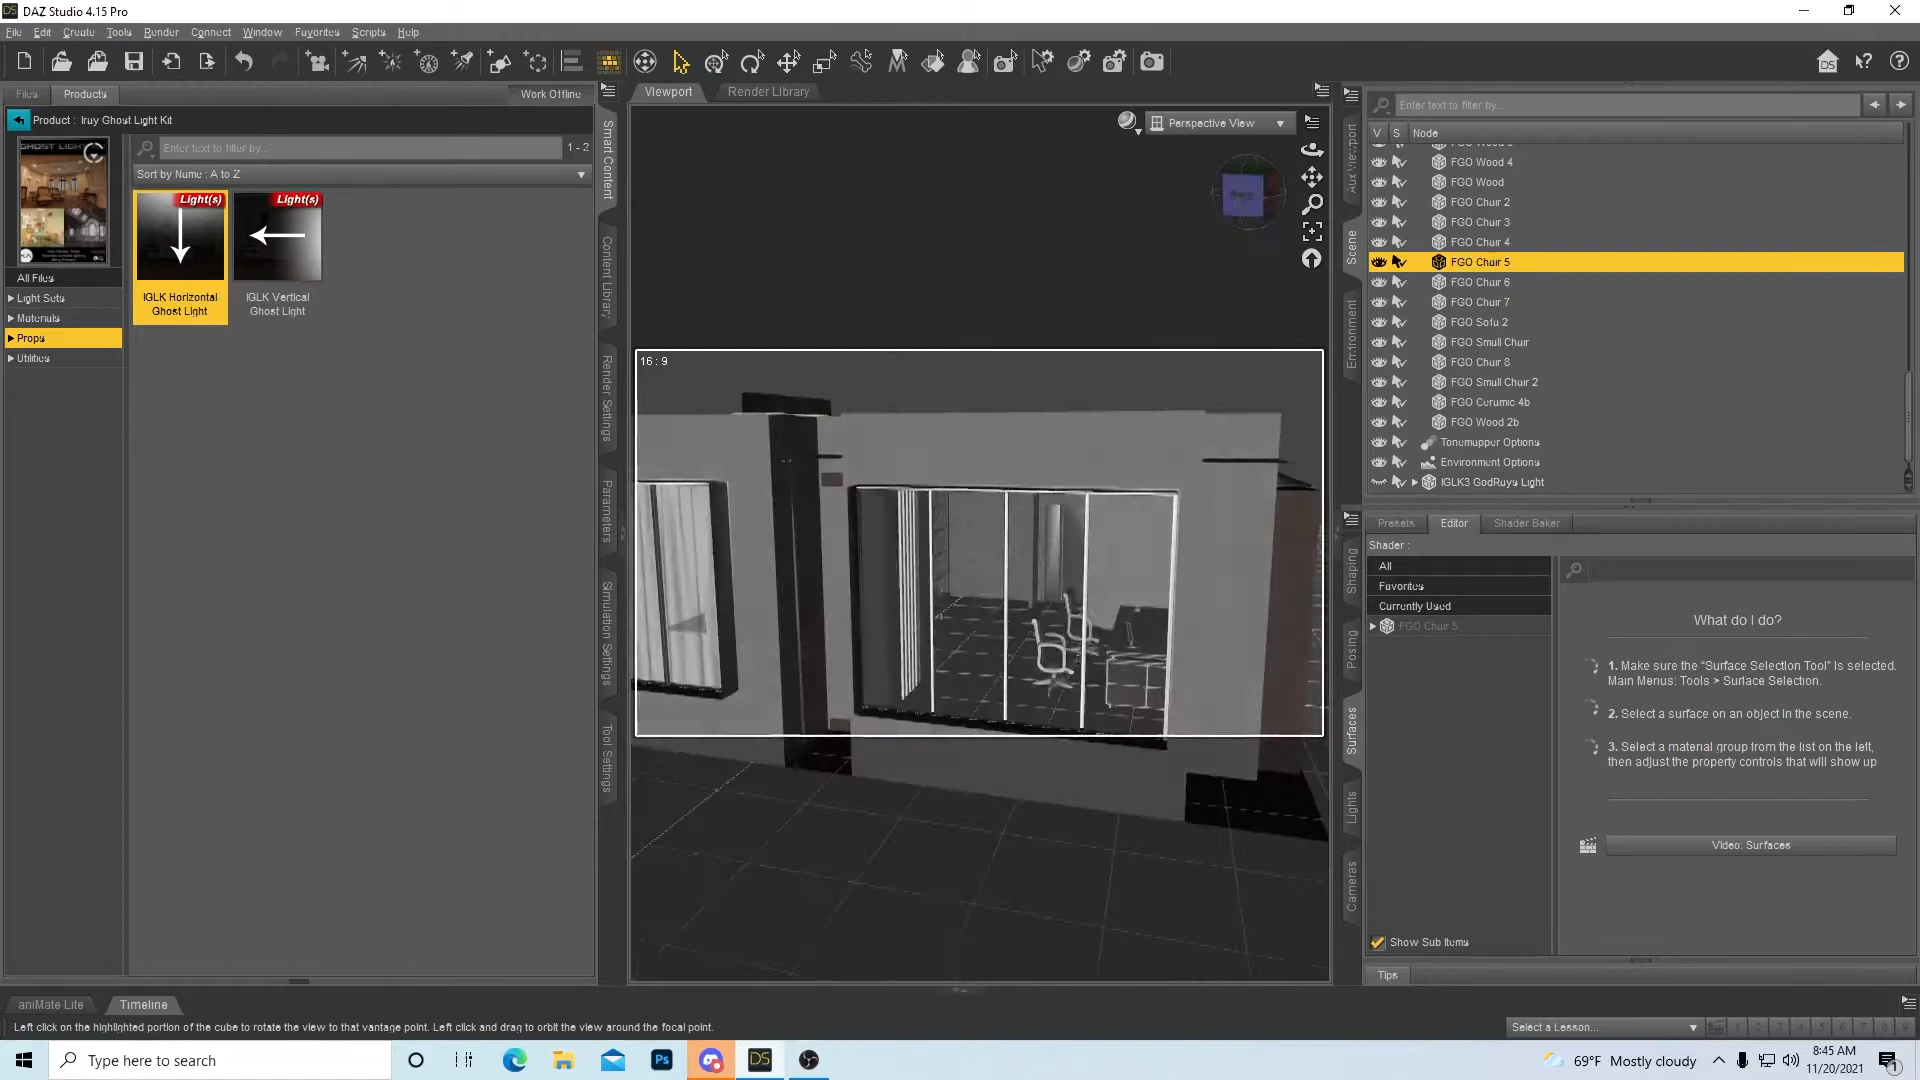 DAZ Studio 4.15 Pro
File Edit Create Tools Render Connect Window Favorites Scripts Help
Files Products Work Offline
Product : Iray Ghost Light Kit
GHOST LIGHT
Enter text to filter by...
1 - 2
Sort by Name : A to Z
All Files
Light Sets
Materials
Props
Utilities
Light(s)
IGLK Horizontal
Ghost Light
Light(s)
IGLK Vertical
Ghost Light
Smart Content
Content Library
Render Settings
Parameters
Simulation Settings
Tool Settings
Viewport Render Library
Perspective View
16 : 9
Aux Viewport
Scene
Environment
Enter text to filter by...
V S Node
FGO Wood 4
FGO Wood
FGO Chair 2
FGO Chair 3
FGO Chair 4
FGO Chair 5
FGO Chair 6
FGO Chair 7
FGO Sofa 2
FGO Small Chair
FGO Chair 8
FGO Small Chair 2
FGO Ceramic 4b
FGO Wood 2b
Tonemapper Options
Environment Options
IGLK3 GodRays Light
Shaping
Posing
Surfaces
Lights
Cameras
Presets Editor Shader Baker
Shader :
All
Favorites
Currently Used
FGO Chair 5
What do I do?
1. Make sure the "Surface Selection Tool" is selected.
Main Menus: Tools > Surface Selection.
2. Select a surface on an object in the scene.
3. Select a material group from the list on the left,
then adjust the property controls that will show up
Video: Surfaces
Show Sub Items
Tips
aniMate Lite Timeline
Left click on the highlighted portion of the cube to rotate the view to that vantage point. Left click and drag to orbit the view around the focal point.
Select a Lesson...
1 2 3 4 5 6 7 8 9
Type here to search
69°F Mostly cloudy
8:45 AM
11/20/2021